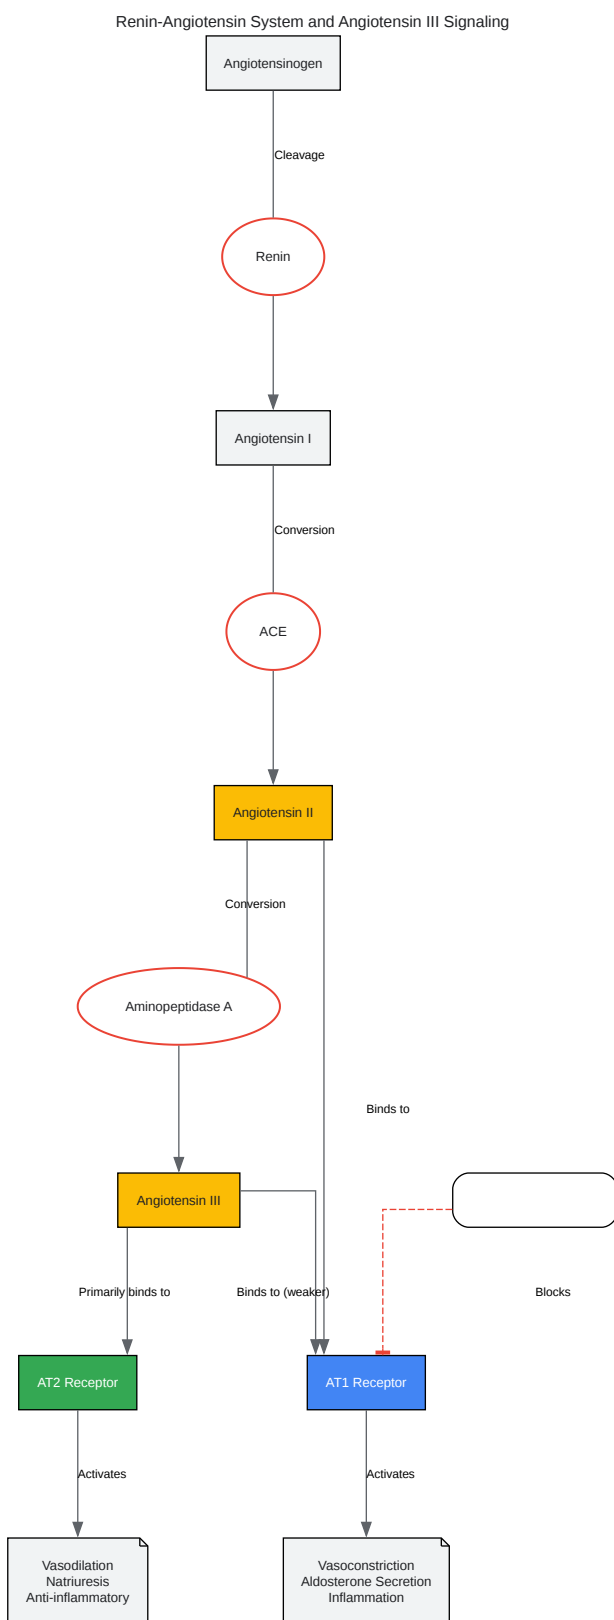 Renin-Angiotensin System and Angiotensin III Signaling
Angiotensinogen
Cleavage
Renin
Angiotensin I
Conversion
ACE
Angiotensin II
Conversion
Aminopeptidase A
Binds to
Angiotensin III
Primarily binds to
Binds to (weaker)
Blocks
AT2 Receptor
AT1 Receptor
Activates
Activates
Vasodilation
Natriuresis
Anti-inflammatory
Vasoconstriction
Aldosterone Secretion
Inflammation